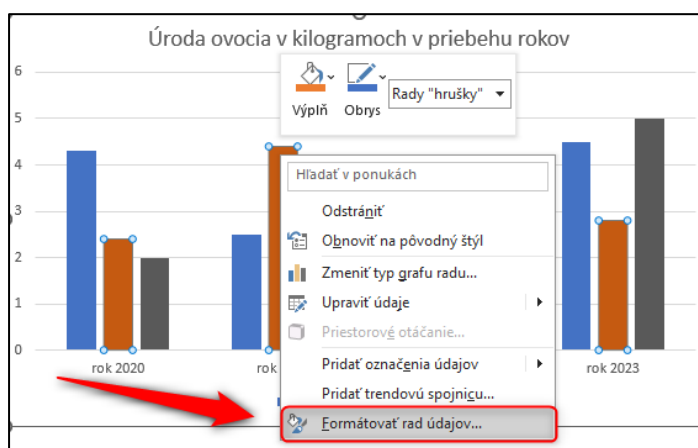 Úroda ovocia v kilogramoch v priebehu rokov
6
5
4
3
2
1
0
Výplň
Obrys
Rady "hrušky"
Hľadať v ponukách
Odstrániť
Obnoviť na pôvodný štýl
Zmeniť typ grafu radu...
Upraviť údaje
Priestorové otáčanie...
Pridať označenia údajov
Pridať trendovú spojnicu...
Formátovať rad údajov...
rok 2020
rok
rok 2023